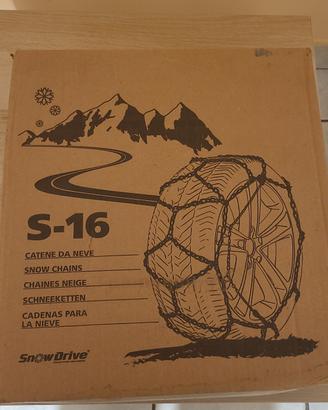 S-16
CATENE DA NEVE
SNOW CHAINS
CHAINES NEIGE
SCHNEEKETTEN
CADENAS PARA
LA NIEVE
SnowDrive